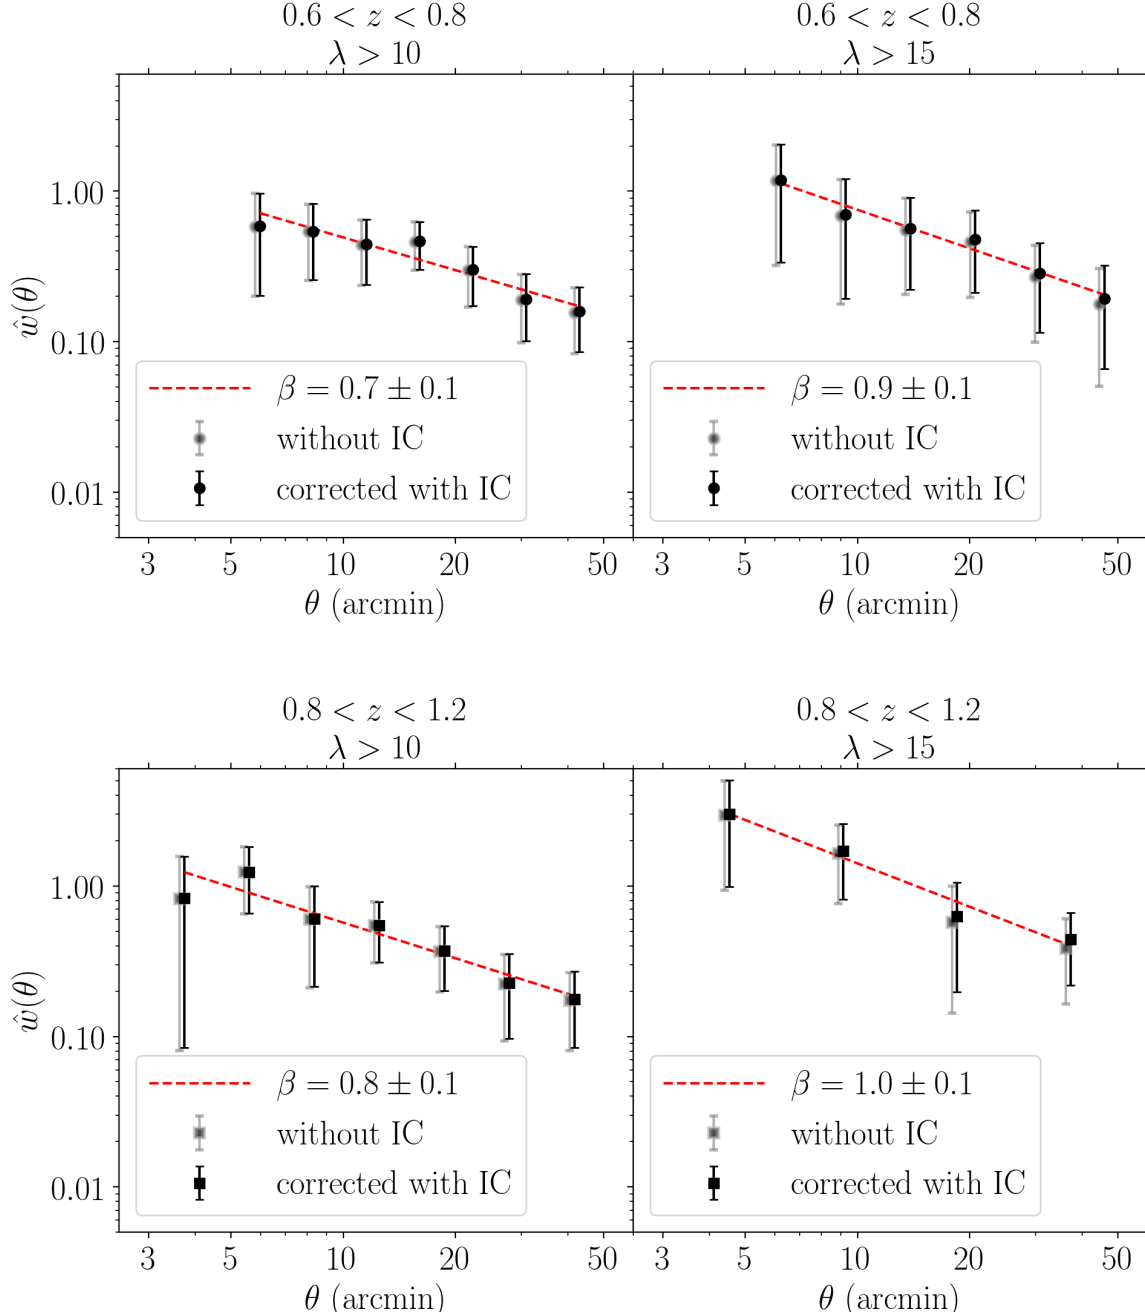 0.6 < z < 0.8
λ > 10
0.6 < z < 0.8
λ > 15
ŵ(θ)
1.00
0.10
0.01
β = 0.7 ± 0.1
without IC
corrected with IC
β = 0.9 ± 0.1
without IC
corrected with IC
3 5 10 20 50
3 5 10 20 50
θ (arcmin)
θ (arcmin)
0.8 < z < 1.2
λ > 10
0.8 < z < 1.2
λ > 15
ŵ(θ)
1.00
0.10
0.01
β = 0.8 ± 0.1
without IC
corrected with IC
β = 1.0 ± 0.1
without IC
corrected with IC
3 5 10 20 50
3 5 10 20 50
θ (arcmin)
θ (arcmin)